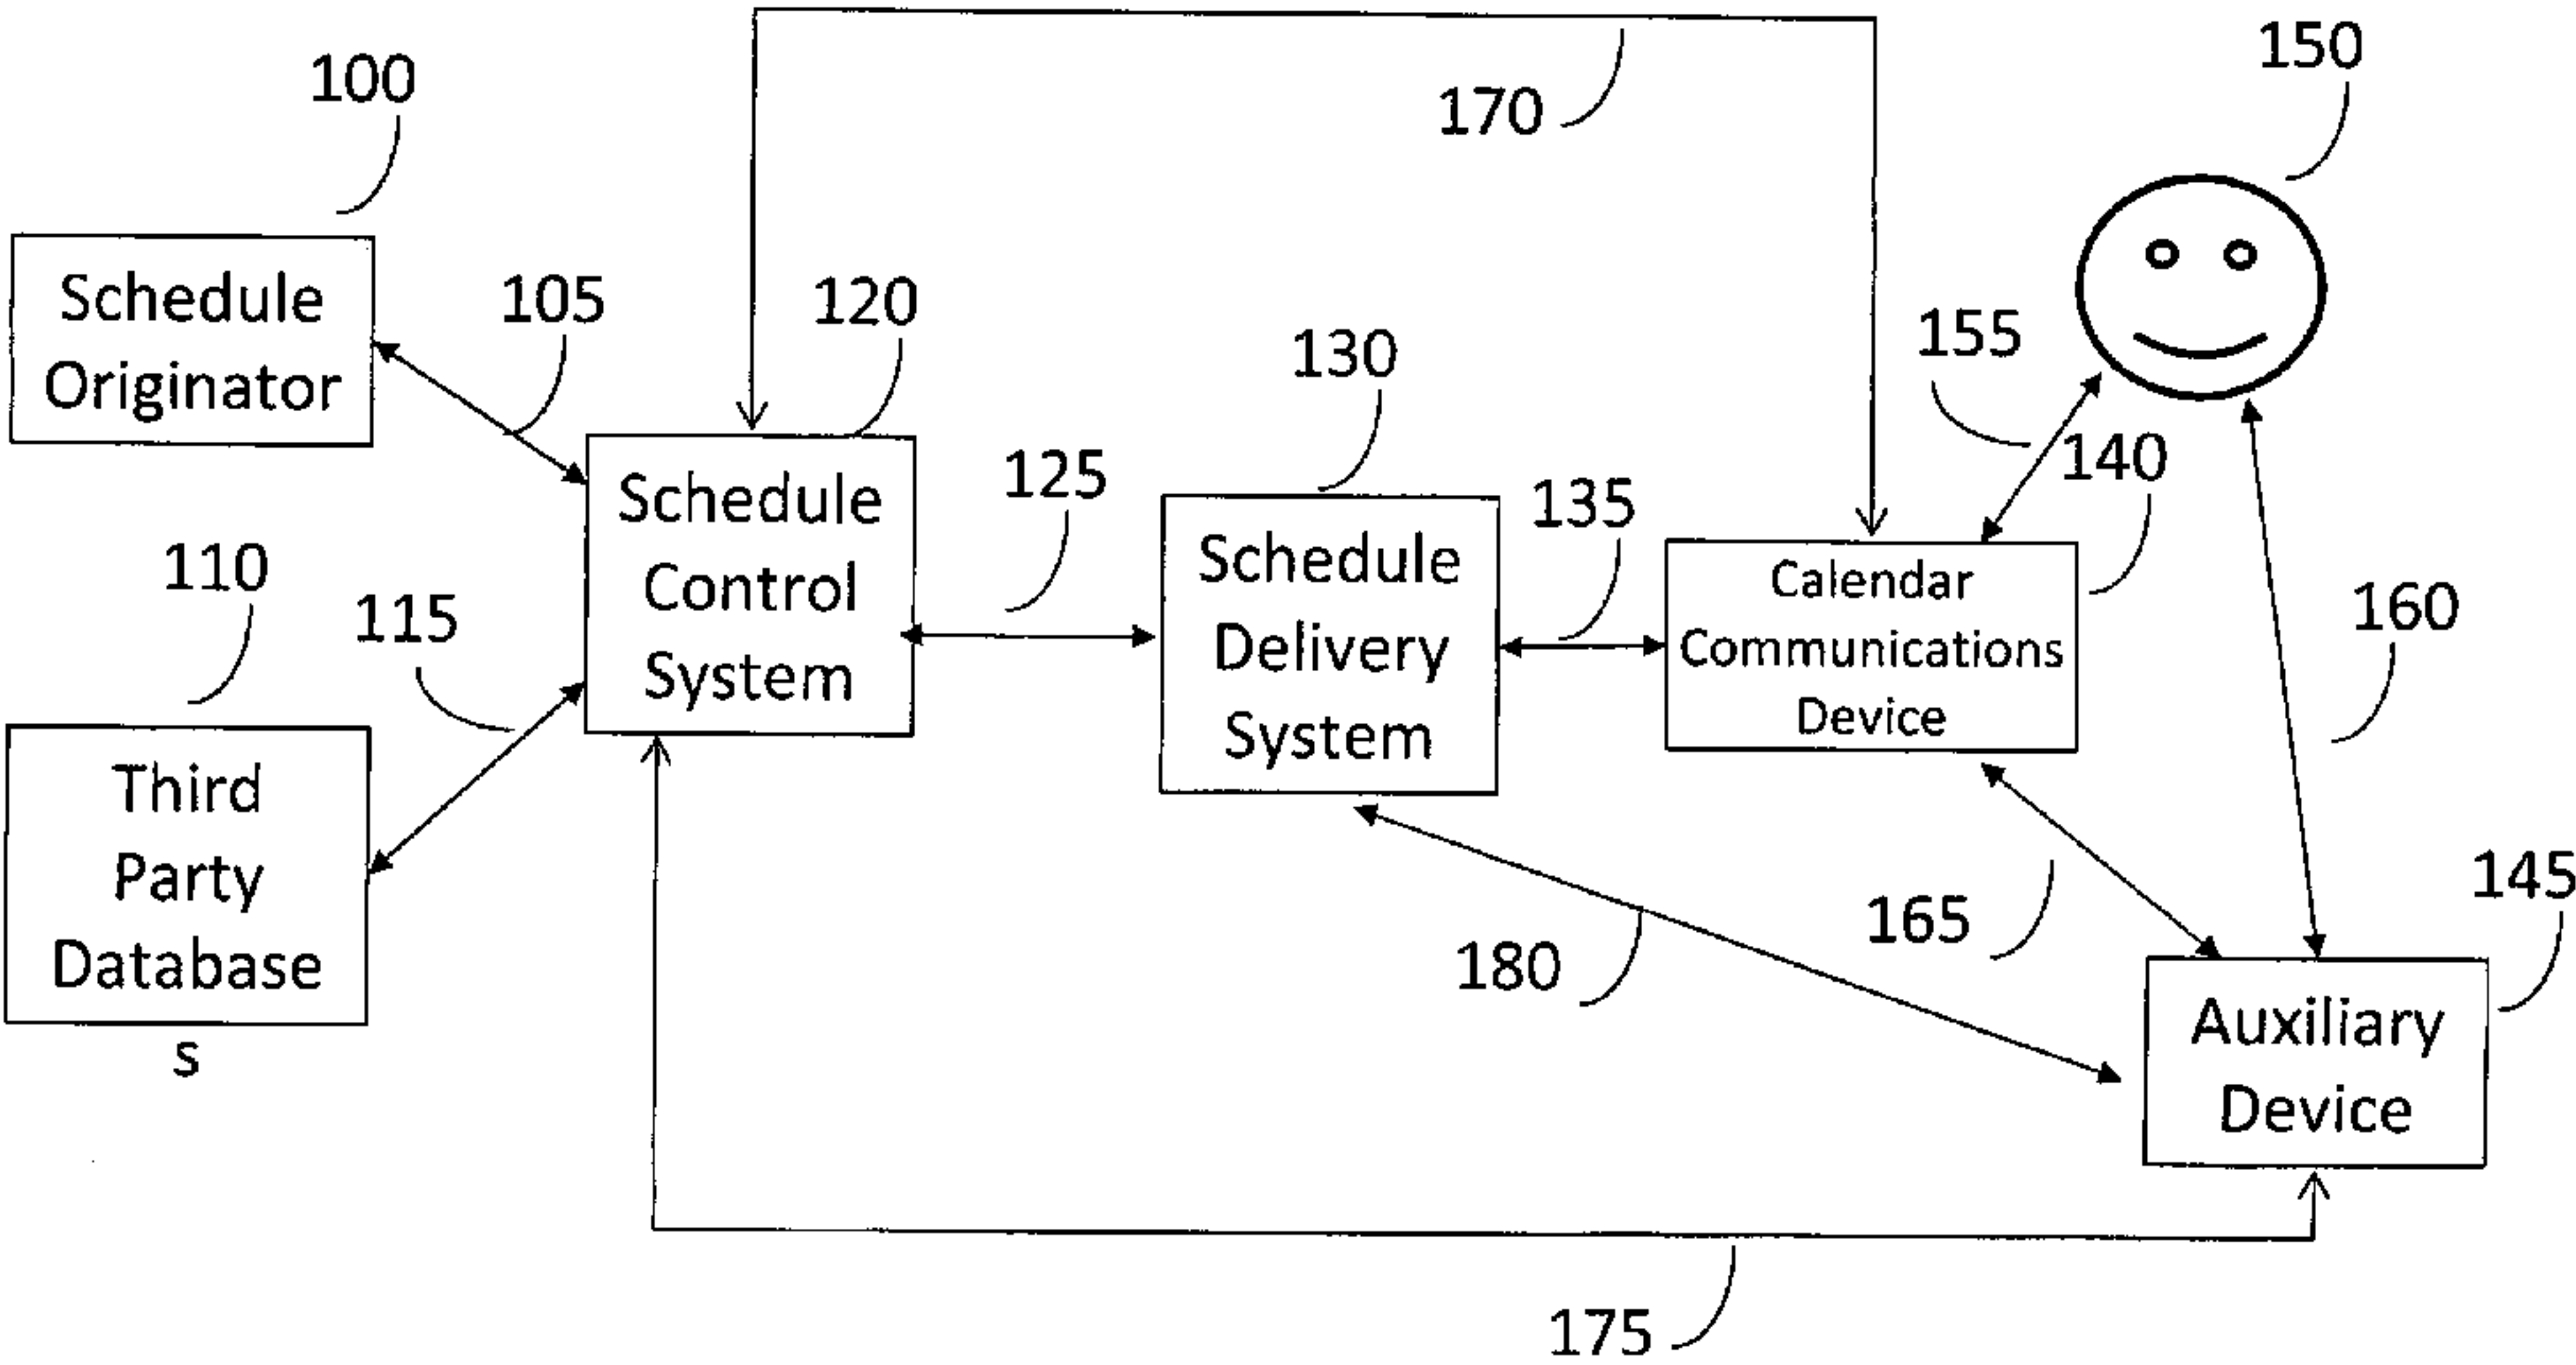 150
100
170
Schedule
Originator
105
120
155
130
140
125
135
Schedule
Control
System
110
115
Schedule
Delivery
System
Calendar
Communications
Device
160
Third
Party
Database
s
165
145
180
Auxiliary
Device
175